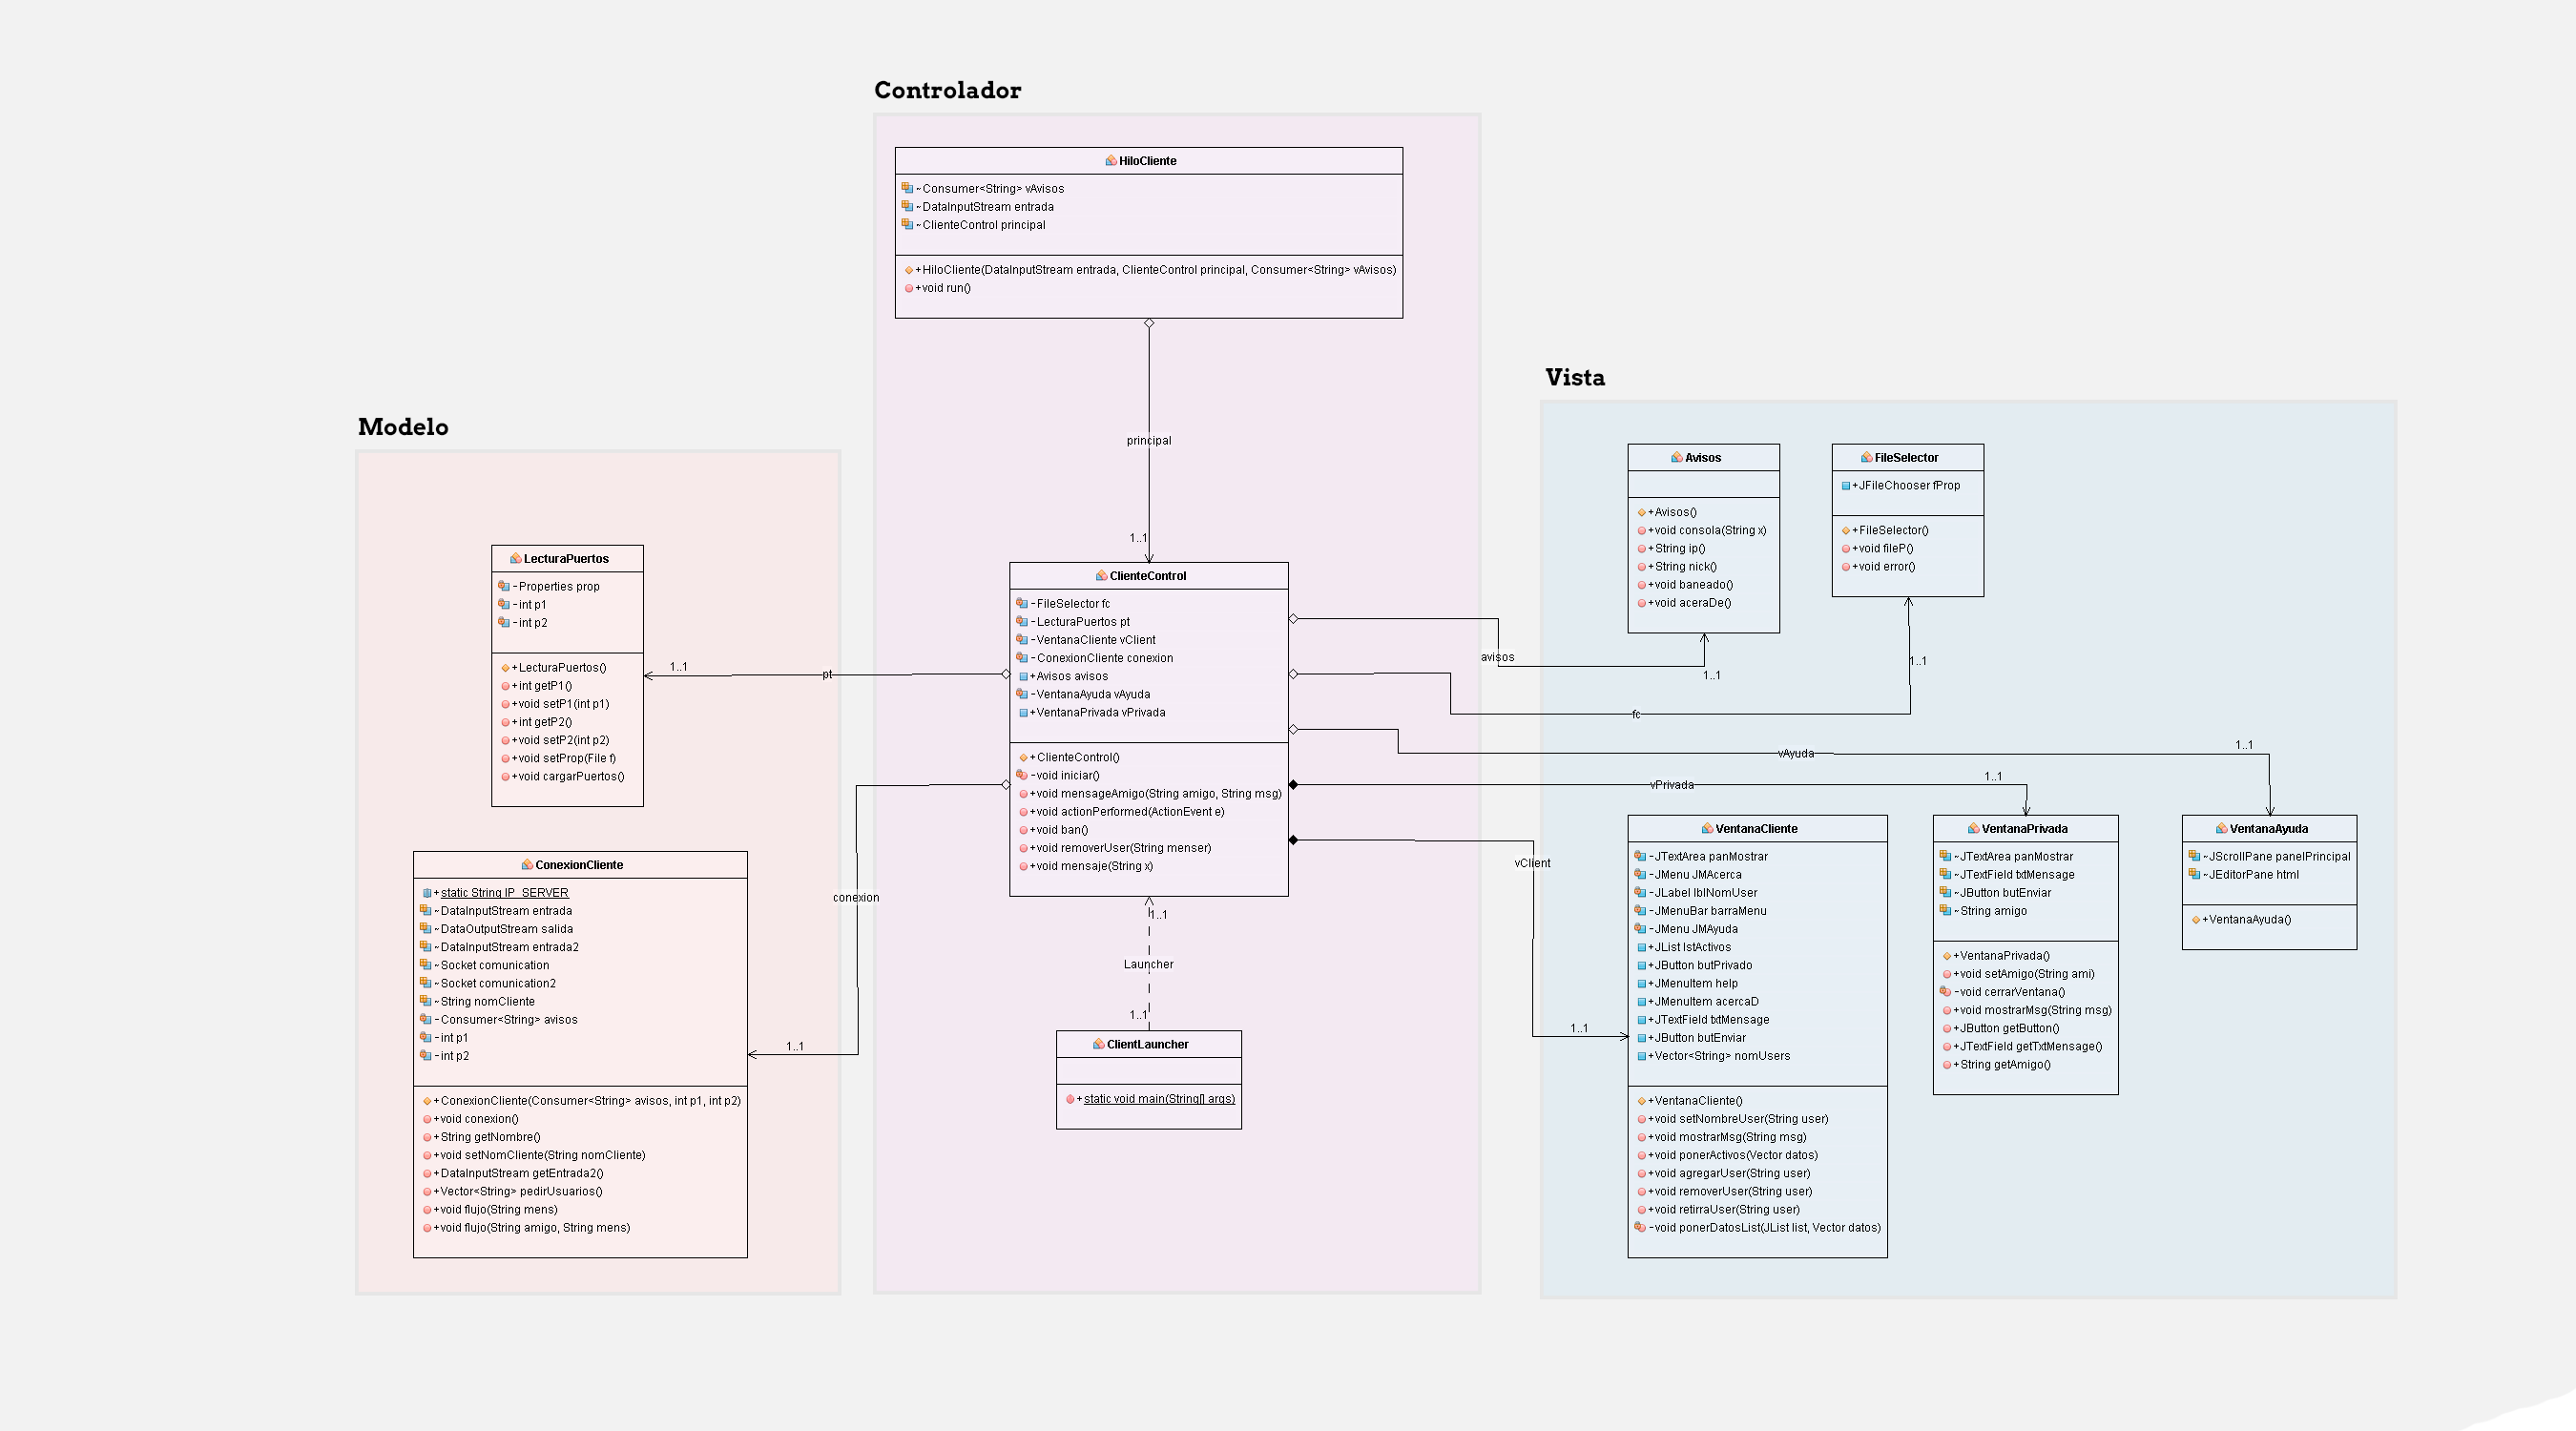 Controlador
HiloCliente
~Consumer<String> vAvisos
~DataInputStream entrada
~ClienteControl principal
+HiloCliente(DataInputStream entrada, ClienteControl principal, Consumer<String> vAvisos)
+void run()
principal
1..1
Modelo
LecturaPuertos
-Properties prop
-int p1
-int p2
+LecturaPuertos()
+int getP1()
+void setP1(int p1)
+int getP2()
+void setP2(int p2)
+void setProp(File f)
+void cargarPuertos()
1..1
pt
ConexionCliente
+static String IP_SERVER
~DataInputStream entrada
~DataOutputStream salida
~DataInputStream entrada2
~Socket comunication
~Socket comunication2
~String nomCliente
-Consumer<String> avisos
-int p1
-int p2
+ConexionCliente(Consumer<String> avisos, int p1, int p2)
+void conexion()
+String getNombre()
+void setNomCliente(String nomCliente)
+DataInputStream getEntrada2()
+Vector<String> pedirUsuarios()
+void flujo(String mens)
+void flujo(String amigo, String mens)
conexion
1..1
ClienteControl
-FileSelector fc
-LecturaPuertos pt
-VentanaCliente vClient
-ConexionCliente conexion
+Avisos avisos
-VentanaAyuda vAyuda
+VentanaPrivada vPrivada
+ClienteControl()
-void iniciar()
+void mensageAmigo(String amigo, String msg)
+void actionPerformed(ActionEvent e)
+void ban()
+void removerUser(String menser)
+void mensaje(String x)
1..1
Launcher
1..1
ClientLauncher
+static void main(String[] args)
Vista
Avisos
+Avisos()
+void consola(String x)
+String ip()
+String nick()
+void baneado()
+void aceraDe()
FileSelector
+JFileChooser fProp
+FileSelector()
+void fileP()
+void error()
avisos
1..1
1..1
fc
vAyuda
1..1
vPrivada
1..1
vClient
1..1
VentanaCliente
-JTextArea panMostrar
-JMenu JMAcerca
-JLabel lblNomUser
-JMenuBar barraMenu
-JMenu JMAyuda
+JList lstActivos
+JButton butPrivado
+JMenuItem help
+JMenuItem acercaD
+JTextField txtMessage
+JButton butEnviar
+Vector<String> nomUsers
+VentanaCliente()
+void setNombreUser(String user)
+void mostrarMsg(String msg)
+void ponerActivos(Vector datos)
+void agregarUser(String user)
+void removerUser(String user)
+void retirraUser(String user)
-void ponerDatosList(JList list, Vector datos)
VentanaPrivada
~JTextArea panMostrar
~JTextField txtMessage
~JButton butEnviar
~String amigo
+VentanaPrivada()
+void setAmigo(String ami)
-void cerrarVentana()
+void mostrarMsg(String msg)
+JButton getButton()
+JTextField getTxtMessage()
+String getAmigo()
VentanaAyuda
~JScrollPane panelPrincipal
~JEditorPane html
+VentanaAyuda()